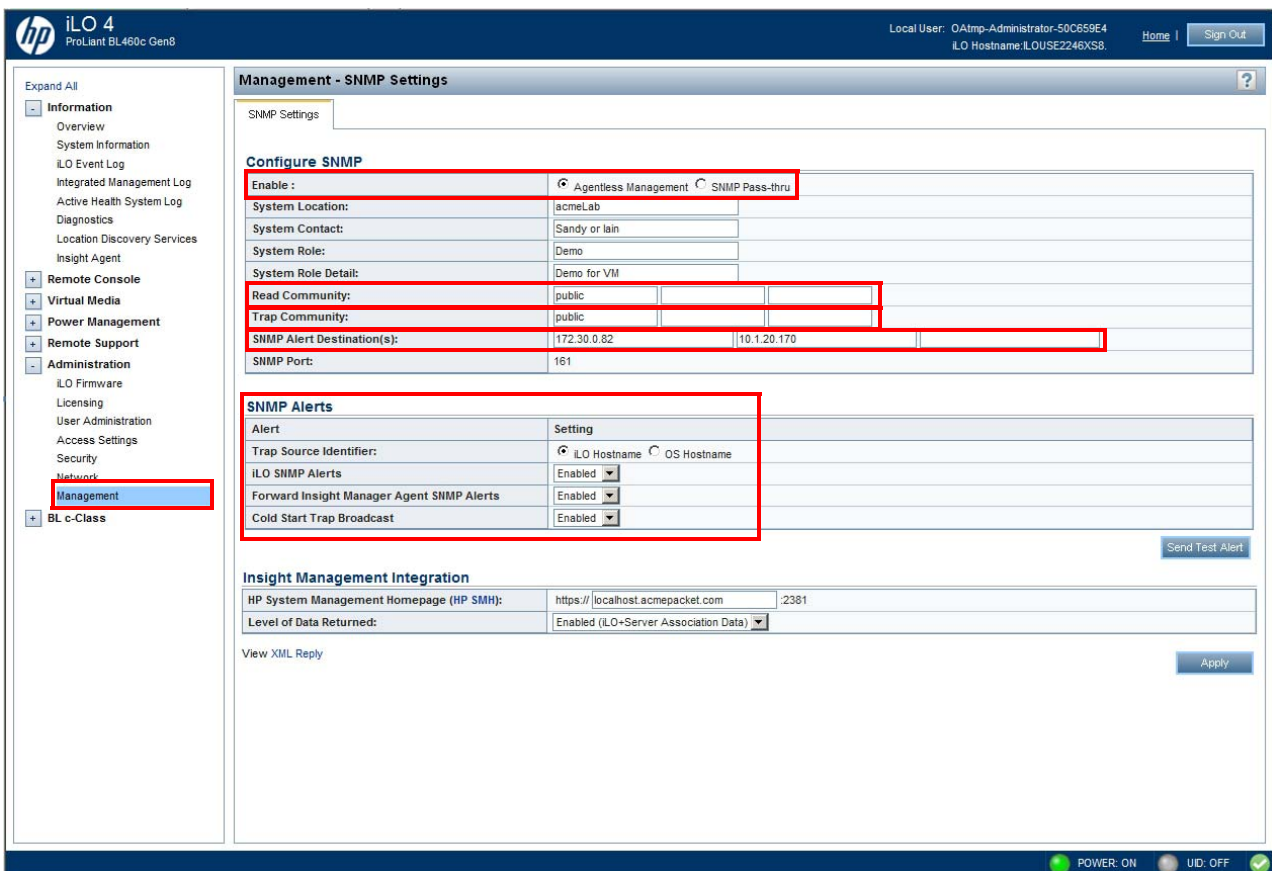 hp
iLO 4
ProLiant BL460c Gen8
Local User: OAtmp-Administrator-50C659E4
iLO Hostname:ILOUSE2246XS8.
Home |
Sign Out
Expand All
- Information
Overview
System Information
iLO Event Log
Integrated Management Log
Active Health System Log
Diagnostics
Location Discovery Services
Insight Agent
+ Remote Console
+ Virtual Media
+ Power Management
+ Remote Support
- Administration
iLO Firmware
Licensing
User Administration
Access Settings
Security
Network
Management
+ BL c-Class
Management - SNMP Settings
?
SNMP Settings
Configure SNMP
Enable : Agentless Management SNMP Pass-thru
System Location: acmeLab
System Contact: Sandy or Iain
System Role: Demo
System Role Detail: Demo for VM
Read Community: public
Trap Community: public
SNMP Alert Destination(s): 172.30.0.82 10.1.20.170
SNMP Port: 161
SNMP Alerts
Alert Setting
Trap Source Identifier: iLO Hostname OS Hostname
iLO SNMP Alerts Enabled
Forward Insight Manager Agent SNMP Alerts Enabled
Cold Start Trap Broadcast Enabled
Send Test Alert
Insight Management Integration
HP System Management Homepage (HP SMH): https:// localhost.acmepacket.com :2381
Level of Data Returned: Enabled (iLO+Server Association Data)
View XML Reply
Apply
POWER: ON UID: OFF